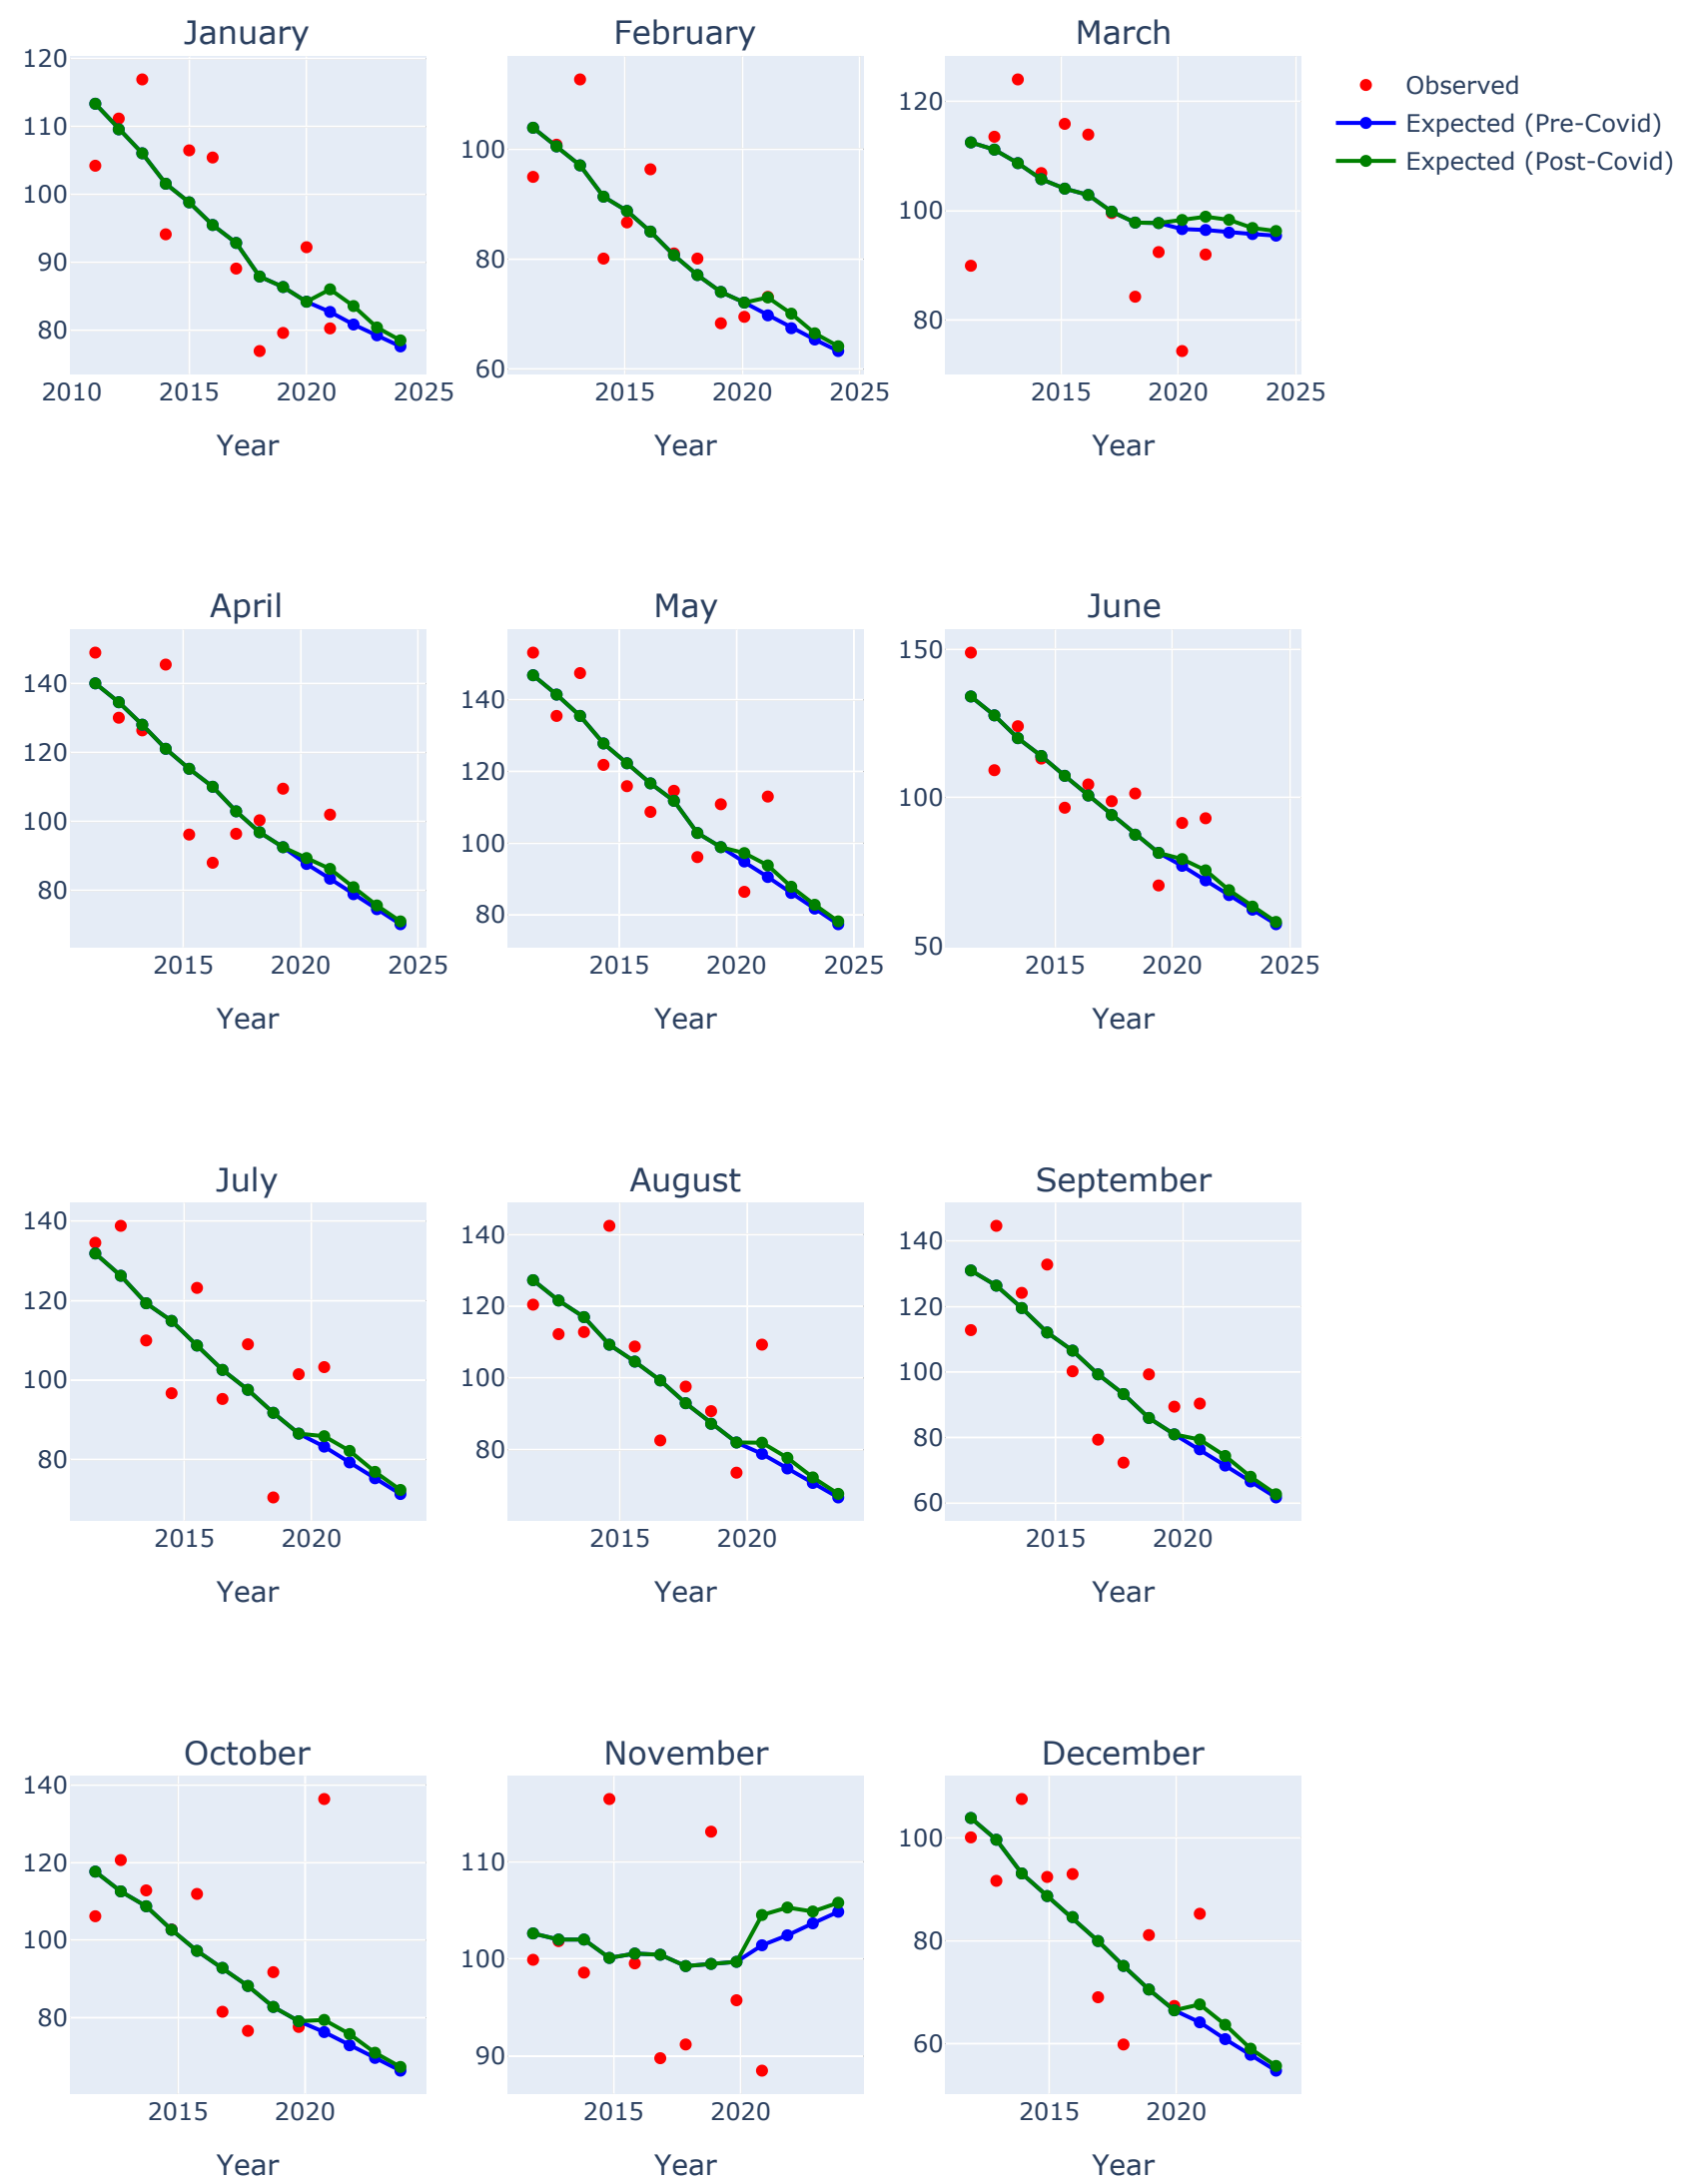 January February March
120
110
100
90
80
2010 2015 2020 2025
Year
100
80
60
2015 2020 2025
Year
120
100
80
2015 2020 2025
Year
Observed
Expected (Pre-Covid)
Expected (Post-Covid)
April May June
140
120
100
80
2015 2020 2025
Year
140
120
100
80
2015 2020 2025
Year
150
100
50
2015 2020 2025
Year
July August September
140
120
100
80
2015 2020
Year
140
120
100
80
2015 2020
Year
140
120
100
80
60
2015 2020
Year
October November December
140
120
100
80
2015 2020
Year
110
100
90
2015 2020
Year
100
80
60
2015 2020
Year